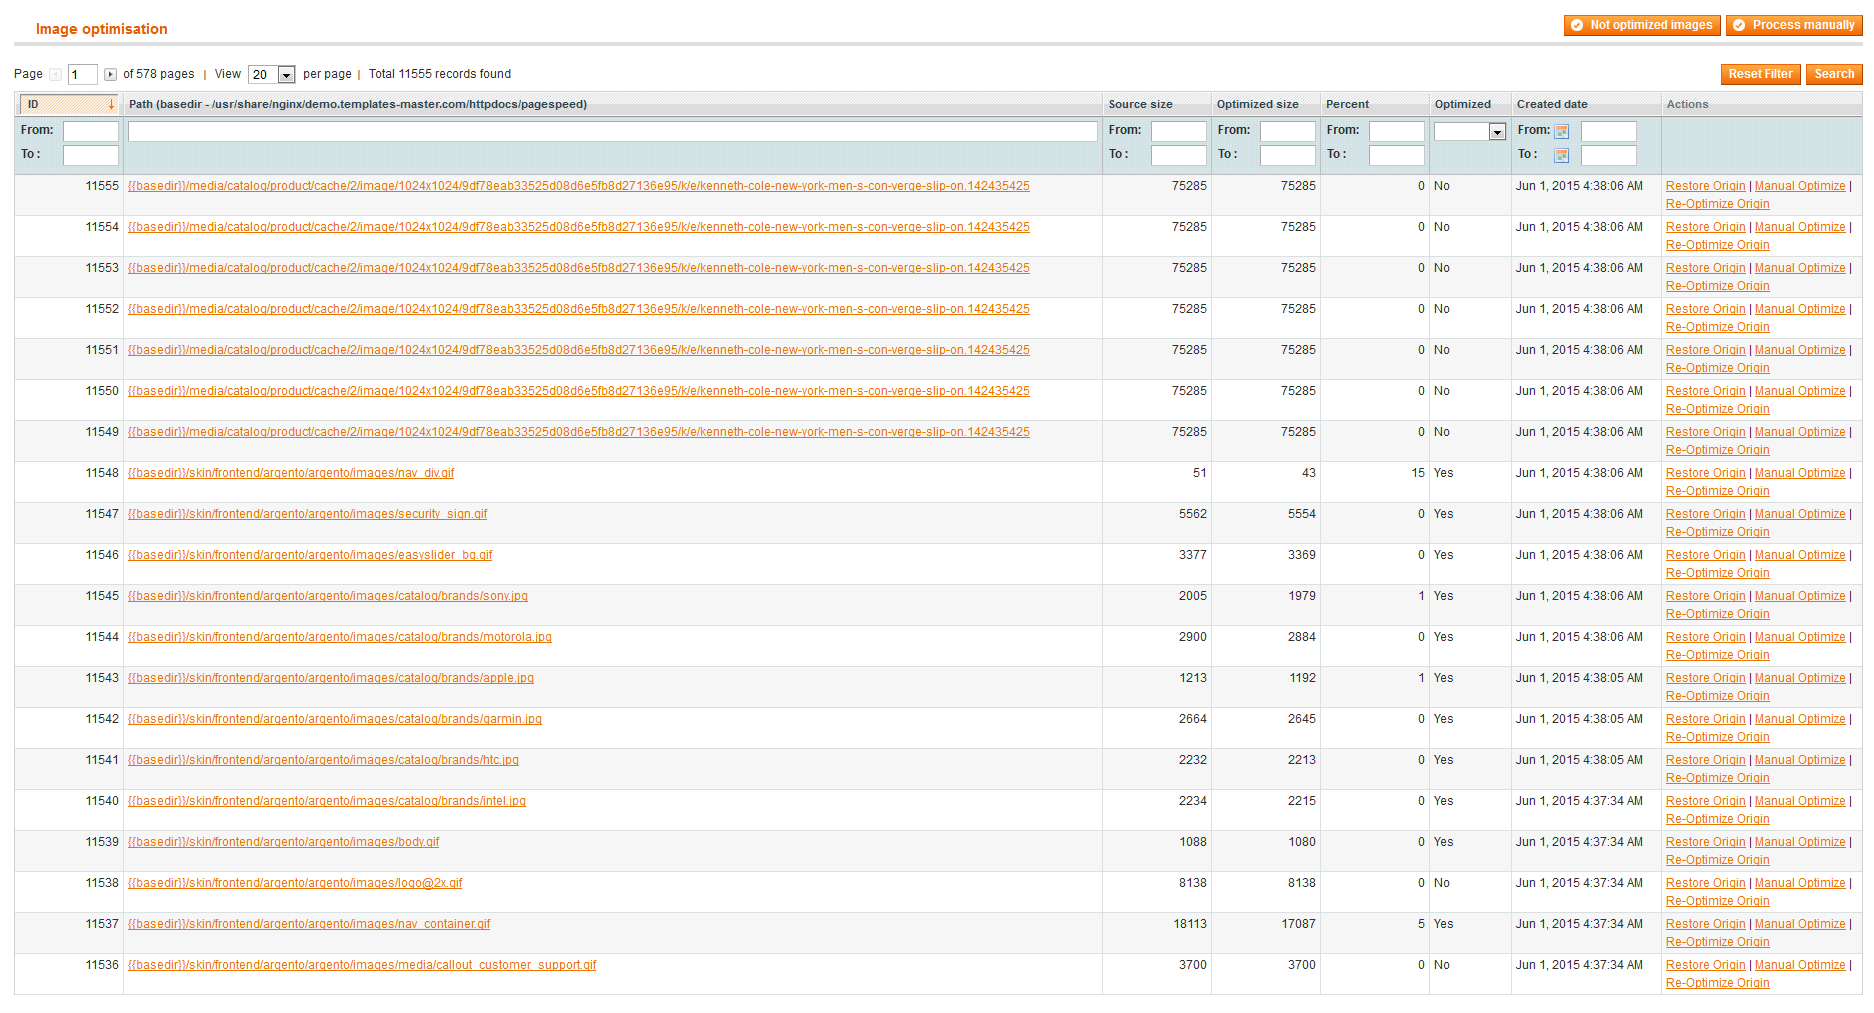 Image optimisation
Not optimized images Process manually
Page 1 of 578 pages | View 20 per page | Total 11555 records found
Reset Filter Search
ID Path (basedir - /usr/share/nginx/demo.templates-master.com/httpdocs/pagespeed) Source size Optimized size Percent Optimized Created date Actions
From: From: From: From: From:
To : To : To : To : To :
11555 {{basedir}}/media/catalog/product/cache/2/image/1024x1024/9df78eab33525d08d6e5fb8d27136e95/k/e/kenneth-cole-new-york-men-s-con-verge-slip-on.142435425 75285 75285 0 No Jun 1, 2015 4:38:06 AM Restore Origin | Manual Optimize |
Re-Optimize Origin
11554 {{basedir}}/media/catalog/product/cache/2/image/1024x1024/9df78eab33525d08d6e5fb8d27136e95/k/e/kenneth-cole-new-york-men-s-con-verge-slip-on.142435425 75285 75285 0 No Jun 1, 2015 4:38:06 AM Restore Origin | Manual Optimize |
Re-Optimize Origin
11553 {{basedir}}/media/catalog/product/cache/2/image/1024x1024/9df78eab33525d08d6e5fb8d27136e95/k/e/kenneth-cole-new-york-men-s-con-verge-slip-on.142435425 75285 75285 0 No Jun 1, 2015 4:38:06 AM Restore Origin | Manual Optimize |
Re-Optimize Origin
11552 {{basedir}}/media/catalog/product/cache/2/image/1024x1024/9df78eab33525d08d6e5fb8d27136e95/k/e/kenneth-cole-new-york-men-s-con-verge-slip-on.142435425 75285 75285 0 No Jun 1, 2015 4:38:06 AM Restore Origin | Manual Optimize |
Re-Optimize Origin
11551 {{basedir}}/media/catalog/product/cache/2/image/1024x1024/9df78eab33525d08d6e5fb8d27136e95/k/e/kenneth-cole-new-york-men-s-con-verge-slip-on.142435425 75285 75285 0 No Jun 1, 2015 4:38:06 AM Restore Origin | Manual Optimize |
Re-Optimize Origin
11550 {{basedir}}/media/catalog/product/cache/2/image/1024x1024/9df78eab33525d08d6e5fb8d27136e95/k/e/kenneth-cole-new-york-men-s-con-verge-slip-on.142435425 75285 75285 0 No Jun 1, 2015 4:38:06 AM Restore Origin | Manual Optimize |
Re-Optimize Origin
11549 {{basedir}}/media/catalog/product/cache/2/image/1024x1024/9df78eab33525d08d6e5fb8d27136e95/k/e/kenneth-cole-new-york-men-s-con-verge-slip-on.142435425 75285 75285 0 No Jun 1, 2015 4:38:06 AM Restore Origin | Manual Optimize |
Re-Optimize Origin
11548 {{basedir}}/skin/frontend/argento/argento/images/nav_div.gif 51 43 15 Yes Jun 1, 2015 4:38:06 AM Restore Origin | Manual Optimize |
Re-Optimize Origin
11547 {{basedir}}/skin/frontend/argento/argento/images/security_sign.gif 5562 5554 0 Yes Jun 1, 2015 4:38:06 AM Restore Origin | Manual Optimize |
Re-Optimize Origin
11546 {{basedir}}/skin/frontend/argento/argento/images/easyslider_bg.gif 3377 3369 0 Yes Jun 1, 2015 4:38:06 AM Restore Origin | Manual Optimize |
Re-Optimize Origin
11545 {{basedir}}/skin/frontend/argento/argento/images/catalog/brands/sony.jpg 2005 1979 1 Yes Jun 1, 2015 4:38:06 AM Restore Origin | Manual Optimize |
Re-Optimize Origin
11544 {{basedir}}/skin/frontend/argento/argento/images/catalog/brands/motorola.jpg 2900 2884 0 Yes Jun 1, 2015 4:38:06 AM Restore Origin | Manual Optimize |
Re-Optimize Origin
11543 {{basedir}}/skin/frontend/argento/argento/images/catalog/brands/apple.jpg 1213 1192 1 Yes Jun 1, 2015 4:38:05 AM Restore Origin | Manual Optimize |
Re-Optimize Origin
11542 {{basedir}}/skin/frontend/argento/argento/images/catalog/brands/garmin.jpg 2664 2645 0 Yes Jun 1, 2015 4:38:05 AM Restore Origin | Manual Optimize |
Re-Optimize Origin
11541 {{basedir}}/skin/frontend/argento/argento/images/catalog/brands/htc.jpg 2232 2213 0 Yes Jun 1, 2015 4:38:05 AM Restore Origin | Manual Optimize |
Re-Optimize Origin
11540 {{basedir}}/skin/frontend/argento/argento/images/catalog/brands/intel.jpg 2234 2215 0 Yes Jun 1, 2015 4:37:34 AM Restore Origin | Manual Optimize |
Re-Optimize Origin
11539 {{basedir}}/skin/frontend/argento/argento/images/body.gif 1088 1080 0 Yes Jun 1, 2015 4:37:34 AM Restore Origin | Manual Optimize |
Re-Optimize Origin
11538 {{basedir}}/skin/frontend/argento/argento/images/logo@2x.gif 8138 8138 0 No Jun 1, 2015 4:37:34 AM Restore Origin | Manual Optimize |
Re-Optimize Origin
11537 {{basedir}}/skin/frontend/argento/argento/images/nav_container.gif 18113 17087 5 Yes Jun 1, 2015 4:37:34 AM Restore Origin | Manual Optimize |
Re-Optimize Origin
11536 {{basedir}}/skin/frontend/argento/argento/images/media/callout_customer_support.gif 3700 3700 0 No Jun 1, 2015 4:37:34 AM Restore Origin | Manual Optimize |
Re-Optimize Origin